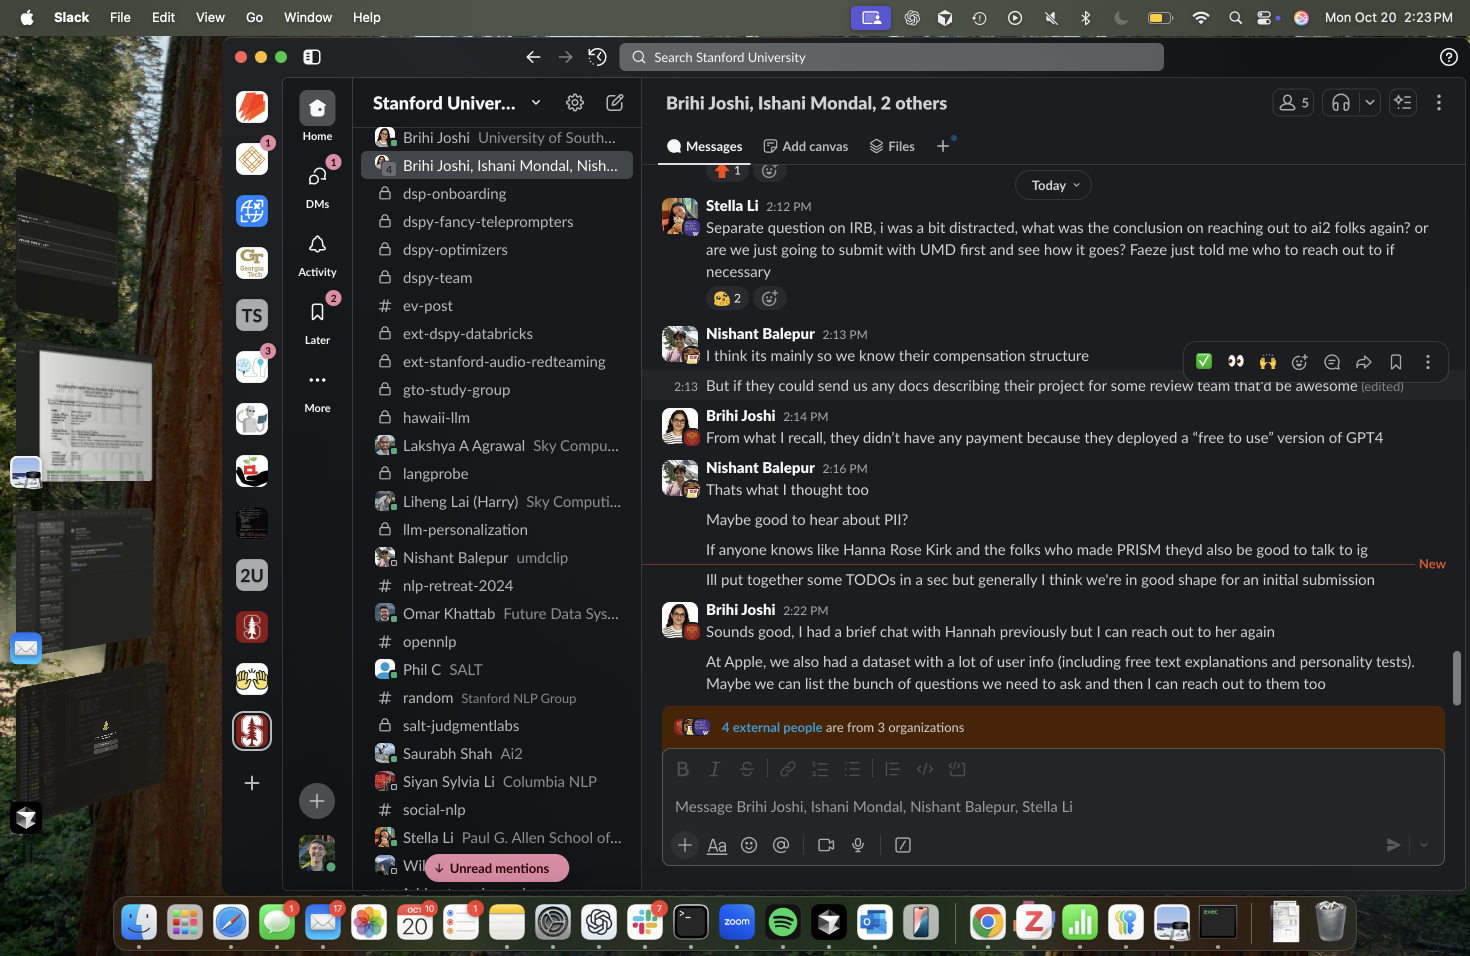 Slack File Edit View Go Window Help
Mon Oct 20 2:23 PM
Search Stanford University
1
TS
3
2U
Home
1
DMs
Activity
2
Later
More
Stanford Univer...
Brihi Joshi University of South...
4
Brihi Joshi, Ishani Mondal, Nish...
dsp-onboarding
dspy-fancy-teleprompters
dspy-optimizers
dspy-team
ev-post
ext-dspy-databricks
ext-stanford-audio-redteaming
gto-study-group
hawaii-llm
Lakshya A Agrawal Sky Compu...
langprobe
Liheng Lai (Harry) Sky Computi...
llm-personalization
Nishant Balepur umdclip
nlp-retreat-2024
Omar Khattab Future Data Sys...
opennlp
Phil C SALT
random Stanford NLP Group
salt-judgmentlabs
Saurabh Shah Ai2
Siyan Sylvia Li Columbia NLP
social-nlp
Stella Li Paul G. Allen School of...
Wil
Unread mentions
Brihi Joshi, Ishani Mondal, 2 others
5
Messages Add canvas Files
1
Today
Stella Li 2:12 PM
Separate question on IRB, i was a bit distracted, what was the conclusion on reaching out to ai2 folks again? or
are we just going to submit with UMD first and see how it goes? Faeze just told me who to reach out to if
necessary
2
Nishant Balepur 2:13 PM
I think its mainly so we know their compensation structure
2:13 But if they could send us any docs describing their project for some review team that'd be awesome (edited)
Brihi Joshi 2:14 PM
From what I recall, they didn't have any payment because they deployed a “free to use” version of GPT4
Nishant Balepur 2:16 PM
Thats what I thought too
Maybe good to hear about PII?
If anyone knows like Hanna Rose Kirk and the folks who made PRISM theyd also be good to talk to ig
New
Ill put together some TODOs in a sec but generally I think we're in good shape for an initial submission
Brihi Joshi 2:22 PM
Sounds good, I had a brief chat with Hannah previously but I can reach out to her again
At Apple, we also had a dataset with a lot of user info (including free text explanations and personality tests).
Maybe we can list the bunch of questions we need to ask and then I can reach out to them too
4 external people are from 3 organizations
Message Brihi Joshi, Ishani Mondal, Nishant Balepur, Stella Li
Aa
1
17
OCT
10
20
1
7
zoom
exec